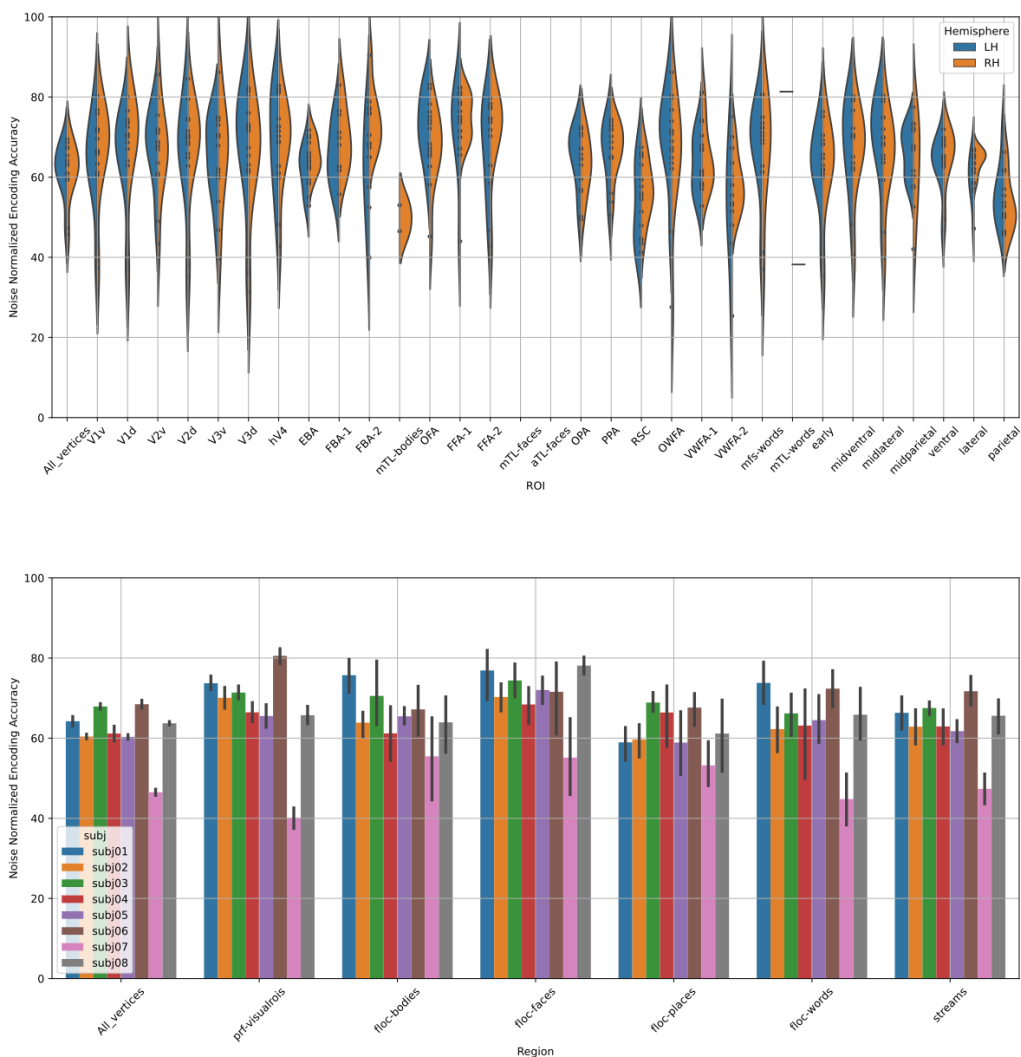 100
80
60
40
20
0
Noise Normalized Encoding Accuracy
Hemisphere
LH
RH
All_vertices
V1v
V1d
V2v
V2d
V3v
V3d
hV4
EBA
FBA-1
FBA-2
mTL-bodies
OFA
FFA-1
FFA-2
mTL-faces
aTL-faces
OPA
PPA
RSC
OWFA
VWFA-1
VWFA-2
mfs-words
mTL-words
early
midventral
midlateral
midparietal
ventral
lateral
parietal
ROI
100
80
60
40
20
0
Noise Normalized Encoding Accuracy
subj
subj01
subj02
subj03
subj04
subj05
subj06
subj07
subj08
All_vertices
prf-visualrois
floc-bodies
floc-faces
floc-places
floc-words
streams
Region